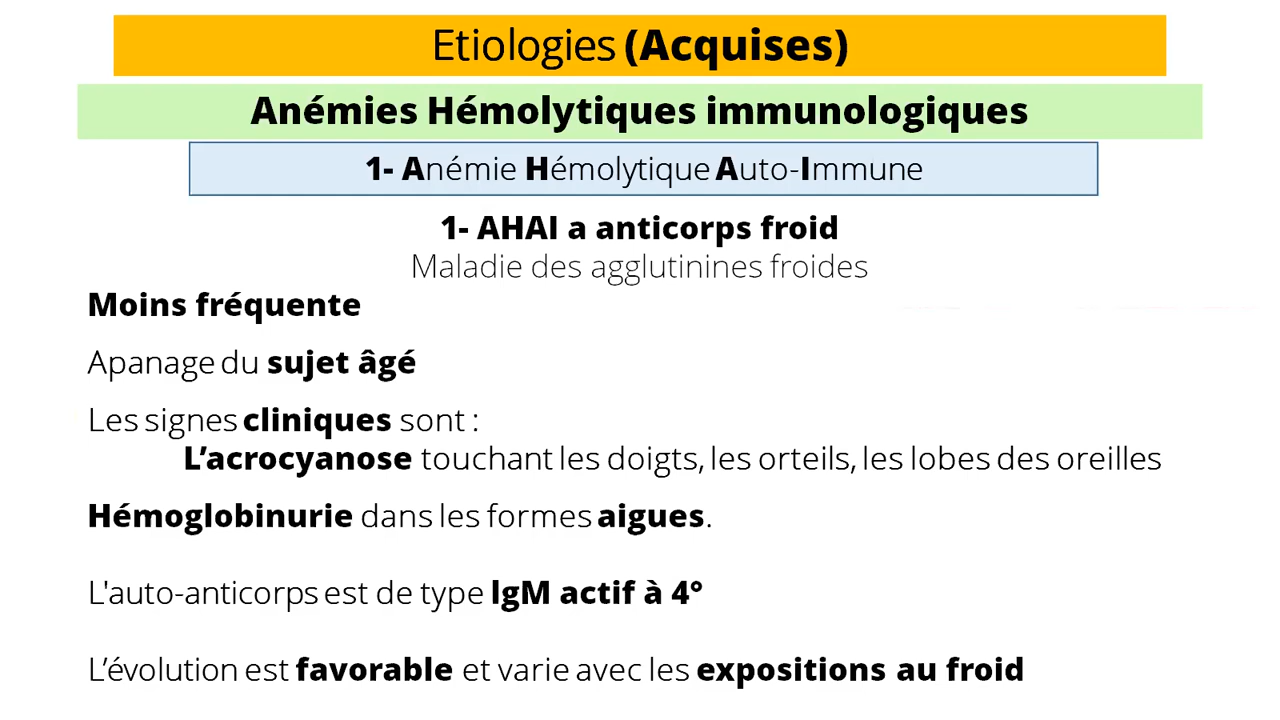 Etiologies (Acquises)
Anémies Hémolytiques immunologiques
1- Anémie Hémolytique Auto-Immune
1- AHAI a anticorps froid
Maladie des agglutinines froides
Moins fréquente
Apanage du sujet âgé
Les signes cliniques sont :
L’acrocyanose touchant les doigts, les orteils, les lobes des oreilles
Hémoglobinurie dans les formes aigues.
L'auto-anticorps est de type IgM actif à 4°
L’évolution est favorable et varie avec les expositions au froid